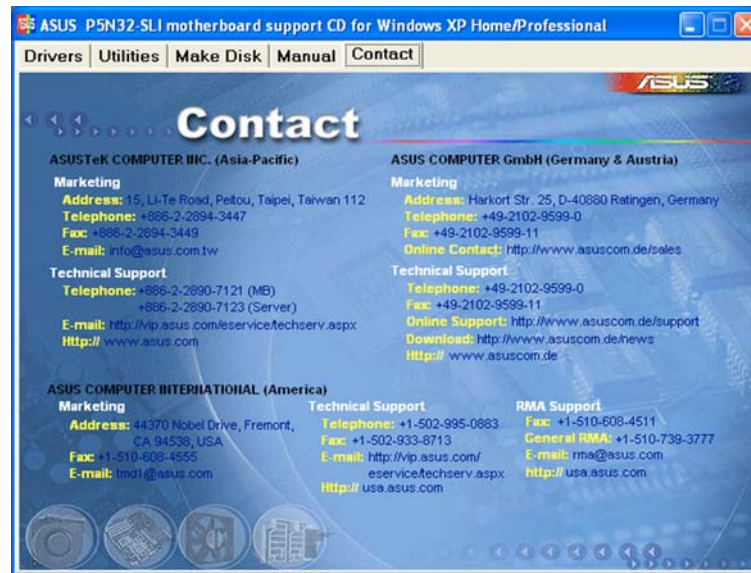 ASUS P5N32-SLI motherboard support CD for Windows XP Home/Professional
Drivers Utilities Make Disk Manual Contact
ASUS
Contact
ASUSTeK COMPUTER INC. (Asia-Pacific)
Marketing
Address: 15, Li-Te Road, Peitou, Taipei, Taiwan 112
Telephone: +886-2-2894-3447
Fax: +886-2-2894-3449
E-mail: info@asus.com.tw
Technical Support
Telephone: +886-2-2890-7121 (MB)
+886-2-2890-7123 (Server)
E-mail: http://vip.asus.com/eservice/techserv.aspx
Http:// www.asus.com
ASUS COMPUTER GmbH (Germany & Austria)
Marketing
Address: Harkort Str. 25, D-40880 Ratingen, Germany
Telephone: +49-2102-9599-0
Fax: +49-2102-9599-11
Online Contact: http://www.asuscom.de/sales
Technical Support
Telephone: +49-2102-9599-0
Fax: +49-2102-9599-11
Online Support: http://www.asuscom.de/support
Download: http://www.asuscom.de/news
Http:// www.asuscom.de
ASUS COMPUTER INTERNATIONAL (America)
Marketing
Address: 44370 Nobel Drive, Fremont,
CA 94538, USA
Fax: +1-510-608-4555
E-mail: tmd1@asus.com
Technical Support
Telephone: +1-502-995-0883
Fax: +1-502-933-8713
E-mail: http://vip.asus.com/
eservice/techserv.aspx
Http:// usa.asus.com
RMA Support
Fax: +1-510-608-4511
General RMA: +1-510-739-3777
E-mail: rma@asus.com
http:// usa.asus.com